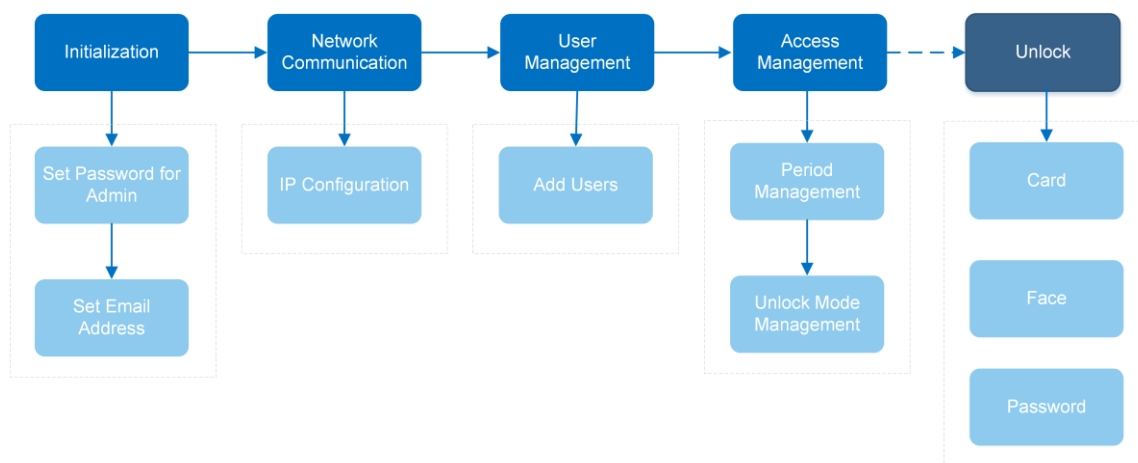 Initialization
Network
Communication
User
Management
Access
Management
Unlock
Set Password for
Admin
Set Email
Address
IP Configuration
Add Users
Period
Management
Unlock Mode
Management
Card
Face
Password